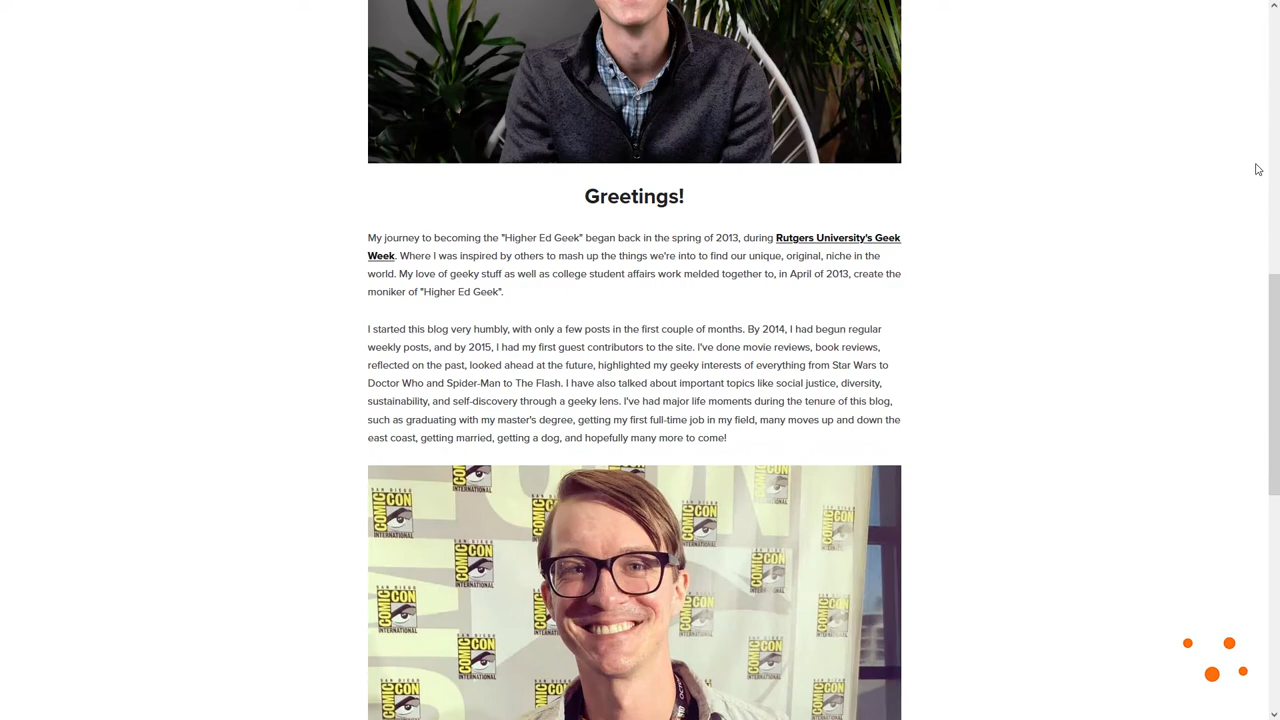 Greetings!
My journey to becoming the "Higher Ed Geek" began back in the spring of 2013, during Rutgers University's Geek
Week. Where I was inspired by others to mash up the things we're into to find our unique, original, niche in the
world. My love of geeky stuff as well as college student affairs work melded together to, in April of 2013, create the
moniker of "Higher Ed Geek".
I started this blog very humbly, with only a few posts in the first couple of months. By 2014, I had begun regular
weekly posts, and by 2015, I had my first guest contributors to the site. I've done movie reviews, book reviews,
reflected on the past, looked ahead at the future, highlighted my geeky interests of everything from Star Wars to
Doctor Who and Spider-Man to The Flash. I have also talked about important topics like social justice, diversity,
sustainability, and self-discovery through a geeky lens. I've had major life moments during the tenure of this blog,
such as graduating with my master's degree, getting my first full-time job in my field, many moves up and down the
east coast, getting married, getting a dog, and hopefully many more to come!
SAN DIEGO
COMIC CON
INTERNATIONAL